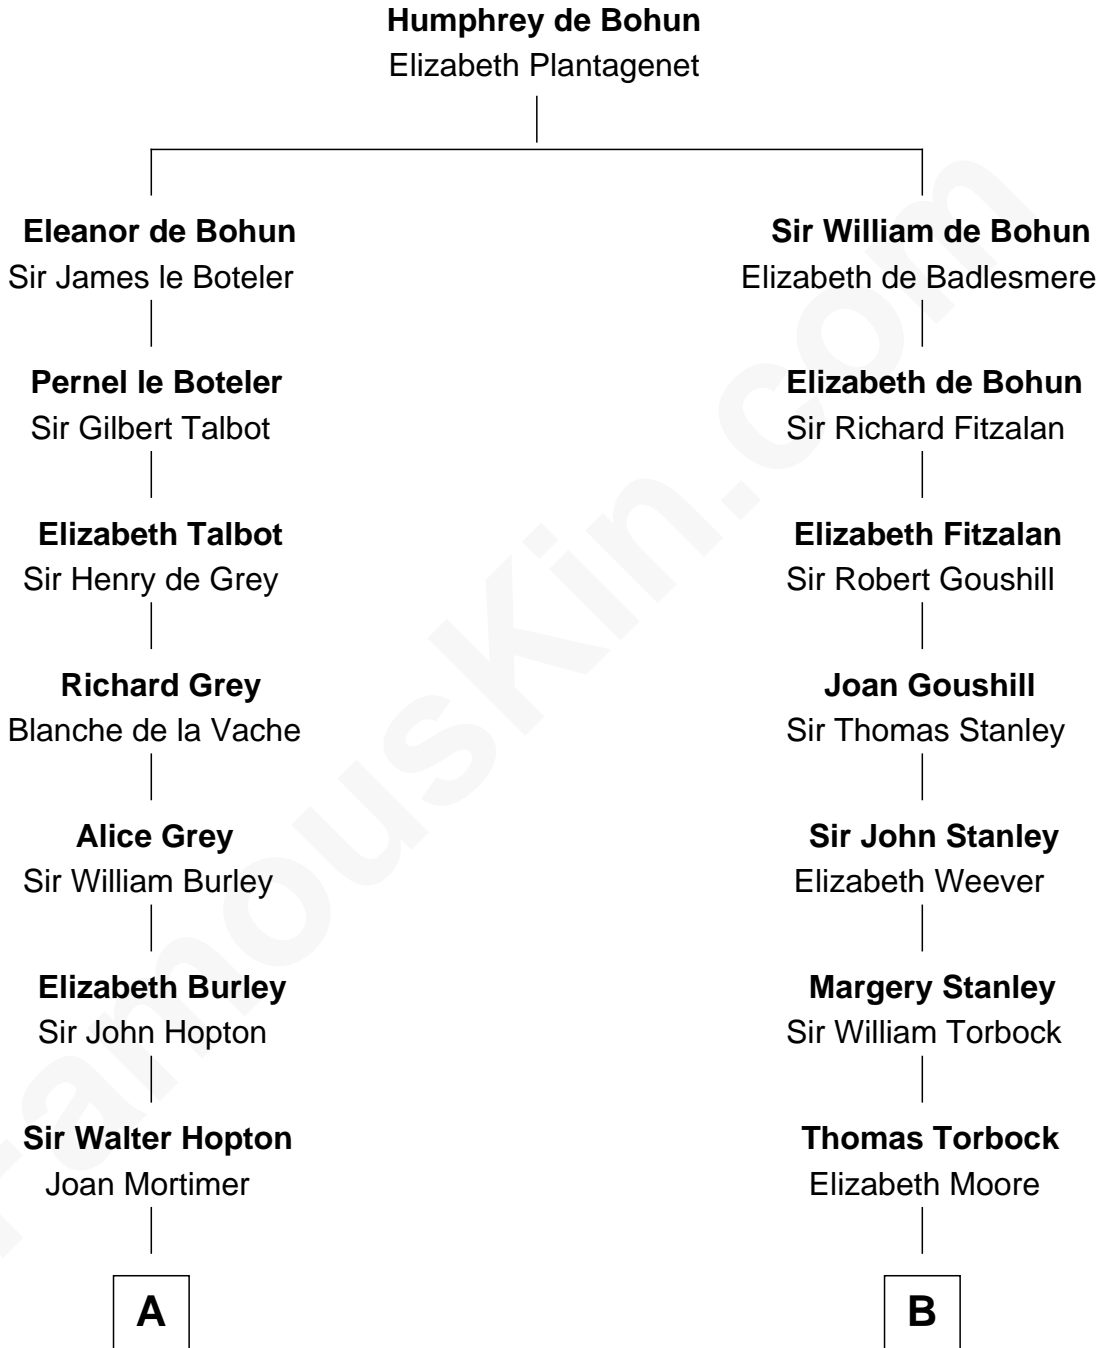 Humphrey de Bohun
Elizabeth Plantagenet
Eleanor de Bohun
Sir James le Boteler
Pernel le Boteler
Sir Gilbert Talbot
Elizabeth Talbot
Sir Henry de Grey
Richard Grey
Blanche de la Vache
Alice Grey
Sir William Burley
Elizabeth Burley
Sir John Hopton
Sir Walter Hopton
Joan Mortimer
A
Sir William de Bohun
Elizabeth de Badlesmere
Elizabeth de Bohun
Sir Richard Fitzalan
Elizabeth Fitzalan
Sir Robert Goushill
Joan Goushill
Sir Thomas Stanley
Sir John Stanley
Elizabeth Weever
Margery Stanley
Sir William Torbock
Thomas Torbock
Elizabeth Moore
B
FamousKin.com